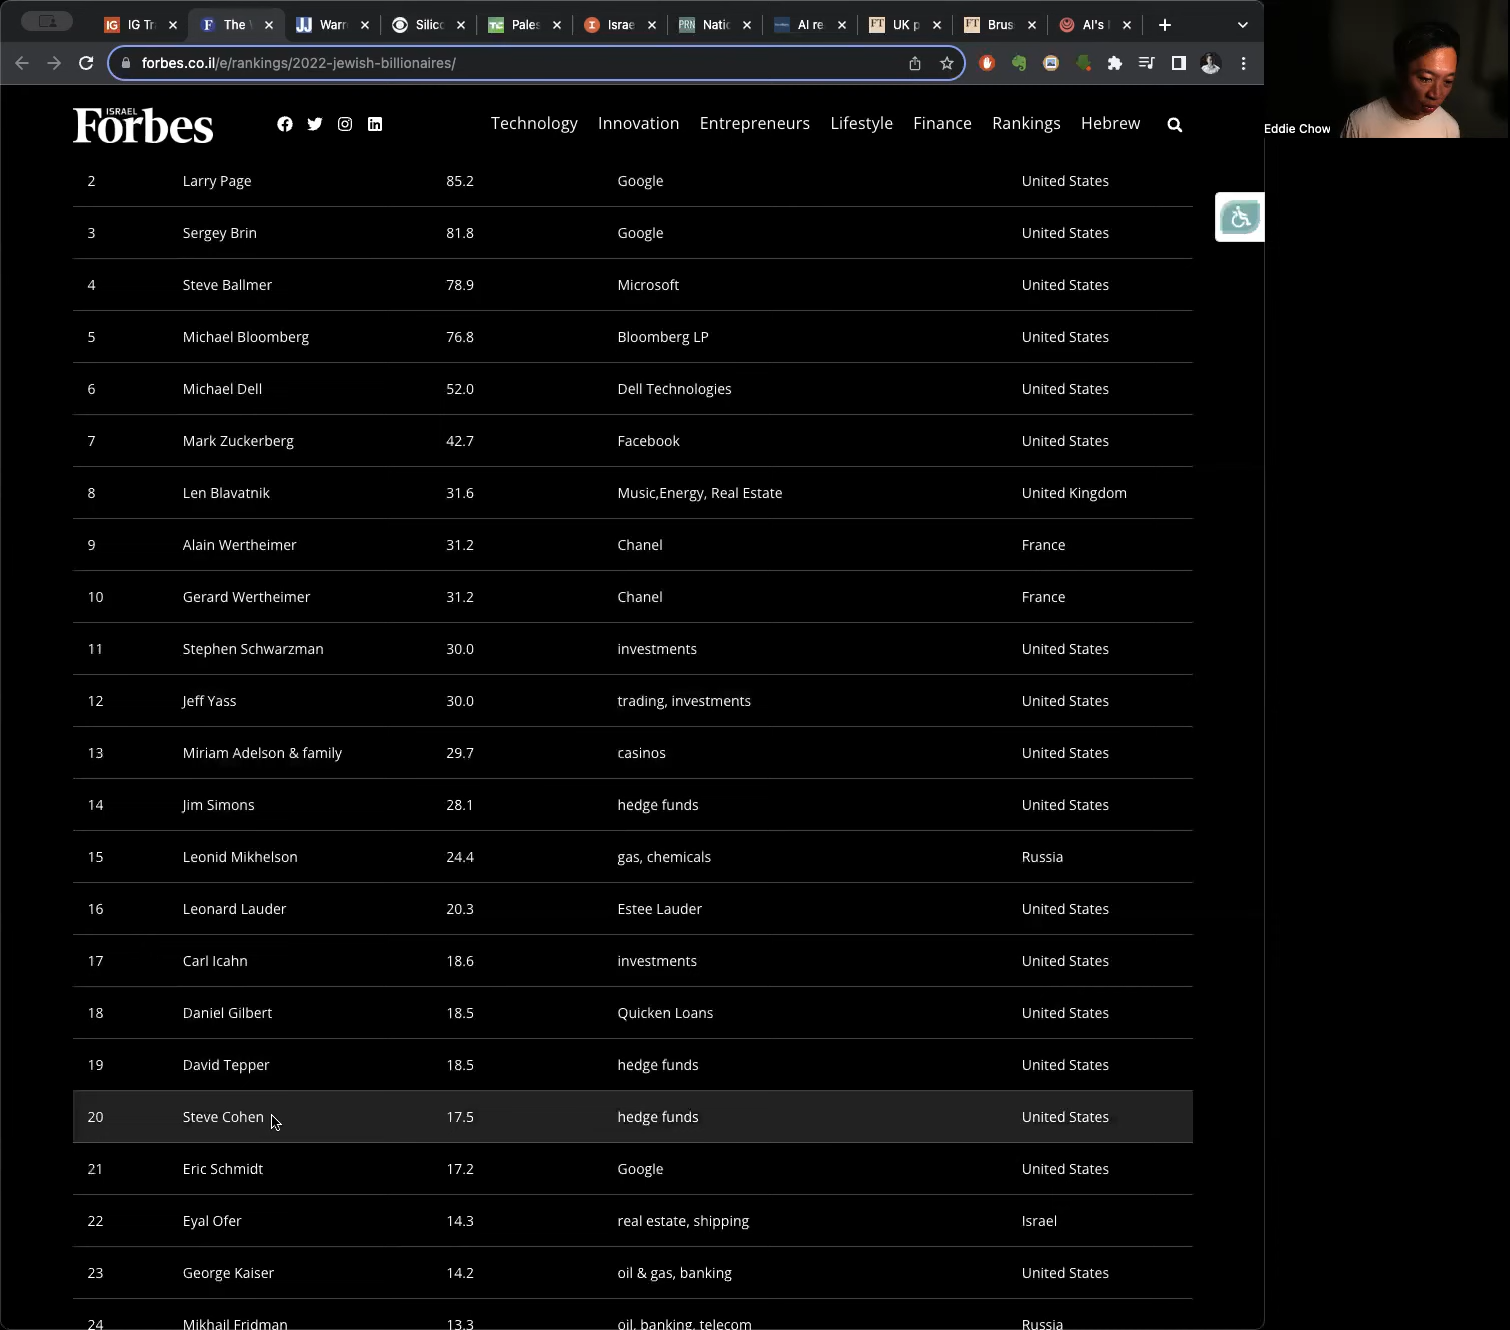 IG Tr
The
Warr
Silic
Pales
Israe
Natio
AI re
UK p
Brus
AI's
forbes.co.il/e/rankings/2022-jewish-billionaires/
ISRAEL
Forbes
Technology Innovation Entrepreneurs Lifestyle Finance Rankings Hebrew
Eddie Chow
2 Larry Page 85.2 Google United States
3 Sergey Brin 81.8 Google United States
4 Steve Ballmer 78.9 Microsoft United States
5 Michael Bloomberg 76.8 Bloomberg LP United States
6 Michael Dell 52.0 Dell Technologies United States
7 Mark Zuckerberg 42.7 Facebook United States
8 Len Blavatnik 31.6 Music,Energy, Real Estate United Kingdom
9 Alain Wertheimer 31.2 Chanel France
10 Gerard Wertheimer 31.2 Chanel France
11 Stephen Schwarzman 30.0 investments United States
12 Jeff Yass 30.0 trading, investments United States
13 Miriam Adelson & family 29.7 casinos United States
14 Jim Simons 28.1 hedge funds United States
15 Leonid Mikhelson 24.4 gas, chemicals Russia
16 Leonard Lauder 20.3 Estee Lauder United States
17 Carl Icahn 18.6 investments United States
18 Daniel Gilbert 18.5 Quicken Loans United States
19 David Tepper 18.5 hedge funds United States
20 Steve Cohen 17.5 hedge funds United States
21 Eric Schmidt 17.2 Google United States
22 Eyal Ofer 14.3 real estate, shipping Israel
23 George Kaiser 14.2 oil & gas, banking United States
24 Mikhail Fridman 13.3 oil, banking, telecom Russia